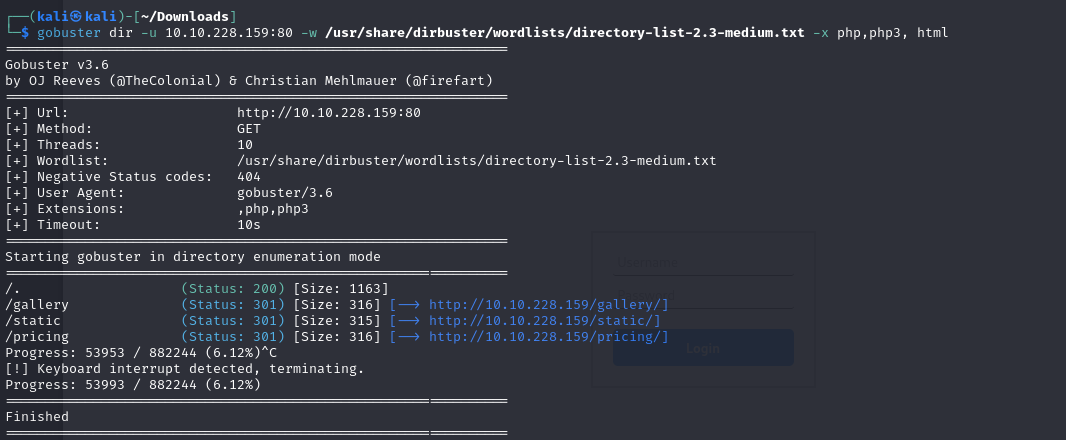 ┌──(kali㉿kali)-[~/Downloads]
└─$ gobuster dir -u 10.10.228.159:80 -w /usr/share/dirbuster/wordlists/directory-list-2.3-medium.txt -x php,php3, html
===============================================================
Gobuster v3.6
by OJ Reeves (@TheColonial) & Christian Mehlmauer (@firefart)
===============================================================
[+] Url:                     http://10.10.228.159:80
[+] Method:                  GET
[+] Threads:                 10
[+] Wordlist:                /usr/share/dirbuster/wordlists/directory-list-2.3-medium.txt
[+] Negative Status codes:   404
[+] User Agent:              gobuster/3.6
[+] Extensions:              ,php,php3
[+] Timeout:                 10s
===============================================================
Starting gobuster in directory enumeration mode
===============================================================
/.                    (Status: 200) [Size: 1163]
/gallery              (Status: 301) [Size: 316] [--> http://10.10.228.159/gallery/]
/static               (Status: 301) [Size: 315] [--> http://10.10.228.159/static/]
/pricing              (Status: 301) [Size: 316] [--> http://10.10.228.159/pricing/]
Progress: 53953 / 882244 (6.12%)^C
[!] Keyboard interrupt detected, terminating.
Progress: 53993 / 882244 (6.12%)
===============================================================
Finished
===============================================================
Login